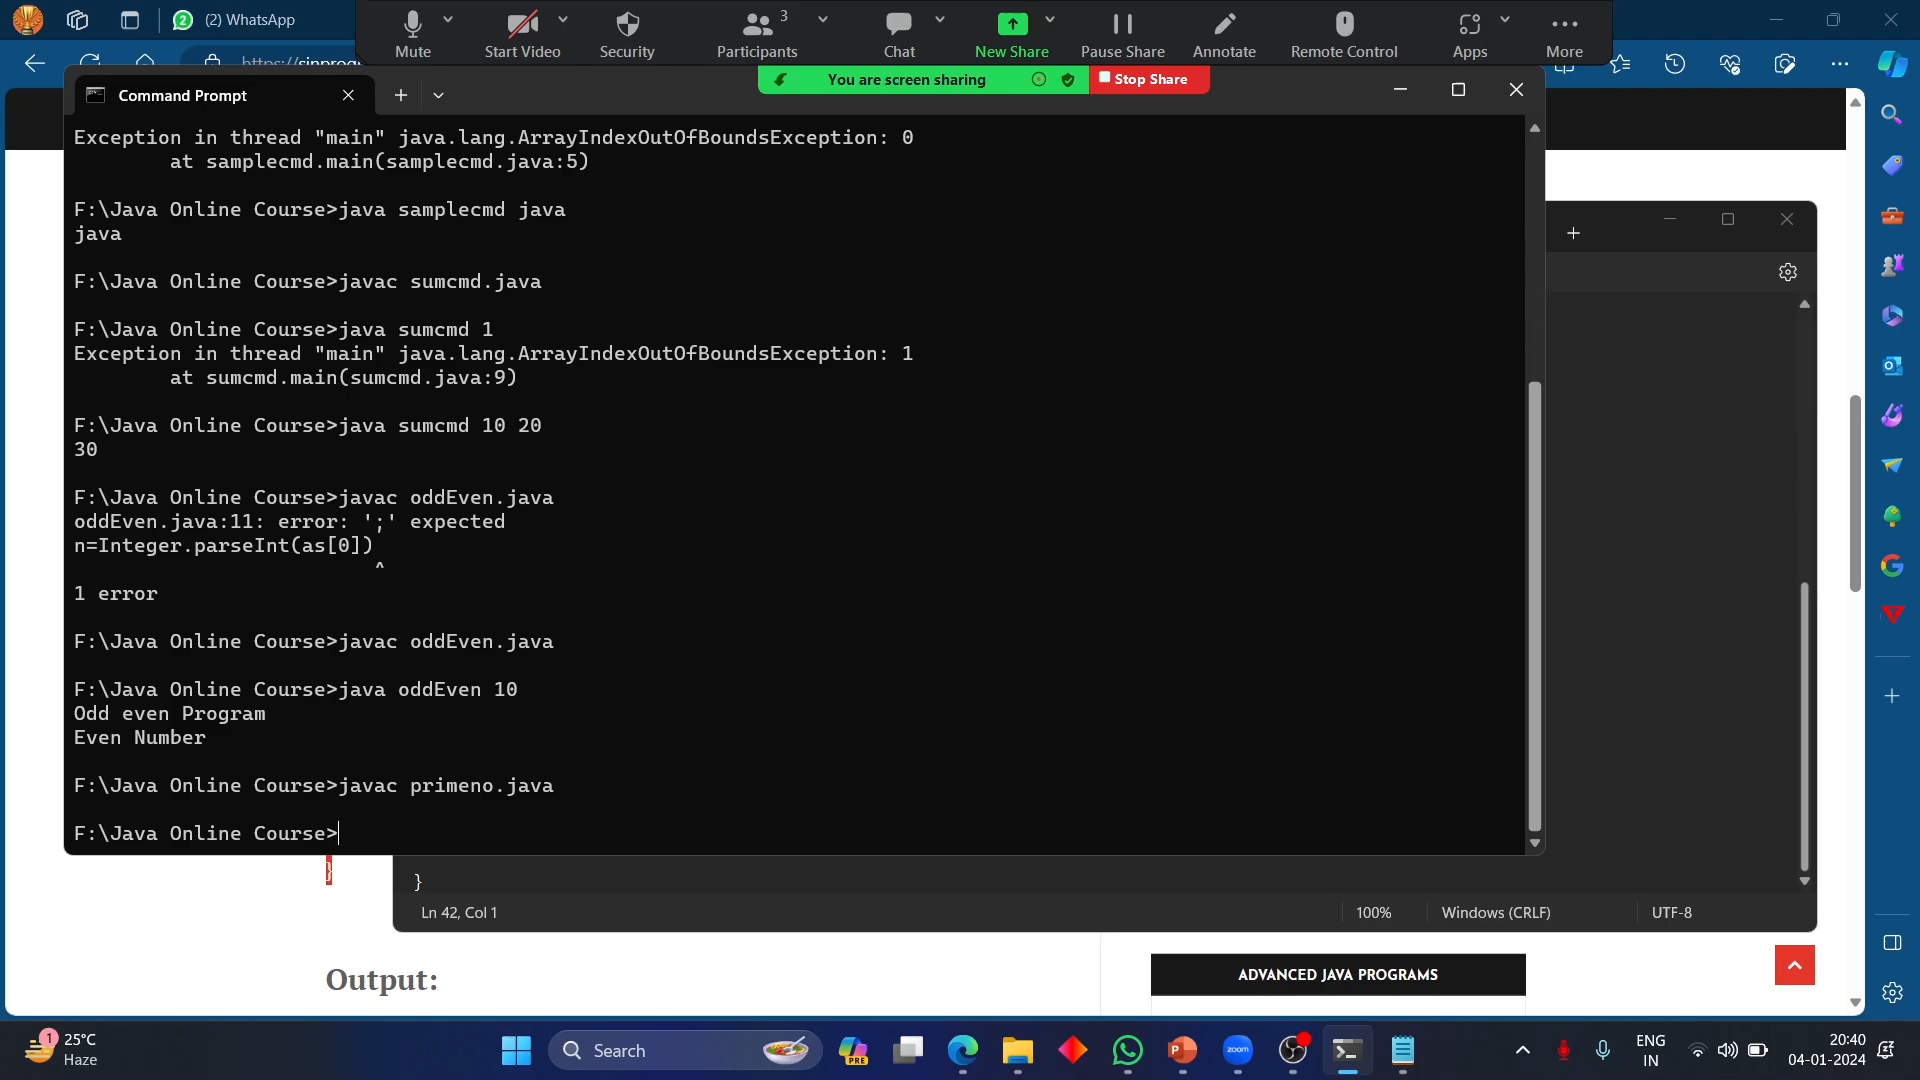 (2) WhatsApp
Mute
Start Video
Security
Participants
3
Chat
New Share
Pause Share
Annotate
Remote Control
Apps
More
You are screen sharing
Stop Share
Command Prompt
Exception in thread "main" java.lang.ArrayIndexOutOfBoundsException: 0
at samplecmd.main(samplecmd.java:5)
F:\Java Online Course>java samplecmd java
java
F:\Java Online Course>javac sumcmd.java
F:\Java Online Course>java sumcmd 1
Exception in thread "main" java.lang.ArrayIndexOutOfBoundsException: 1
at sumcmd.main(sumcmd.java:9)
F:\Java Online Course>java sumcmd 10 20
30
F:\Java Online Course>javac oddEven.java
oddEven.java:11: error: ';' expected
n=Integer.parseInt(as[0])
^
1 error
F:\Java Online Course>javac oddEven.java
F:\Java Online Course>java oddEven 10
Odd even Program
Even Number
F:\Java Online Course>javac primeno.java
F:\Java Online Course>
}
}
Ln 42, Col 1
100%
Windows (CRLF)
UTF-8
Output:
ADVANCED JAVA PROGRAMS
1
25°C
Haze
Search
PRE
zoom
ENG
IN
20:40
04-01-2024